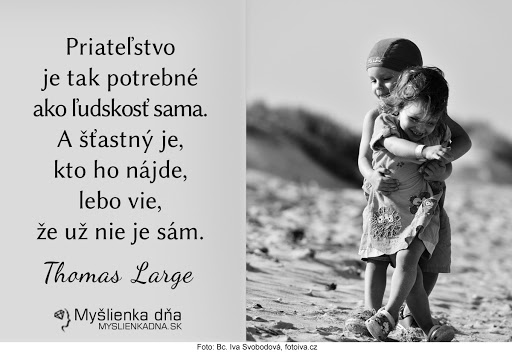 Priateľstvo
je tak potrebné
ako ľudskosť sama.
A šťastný je,
kto ho nájde,
lebo vie,
že už nie je sám.
Thomas Large
Myšlienka dňa
MYSLIENKADNA.SK
Foto: Bc. Iva Svobodová, fotoiva.cz